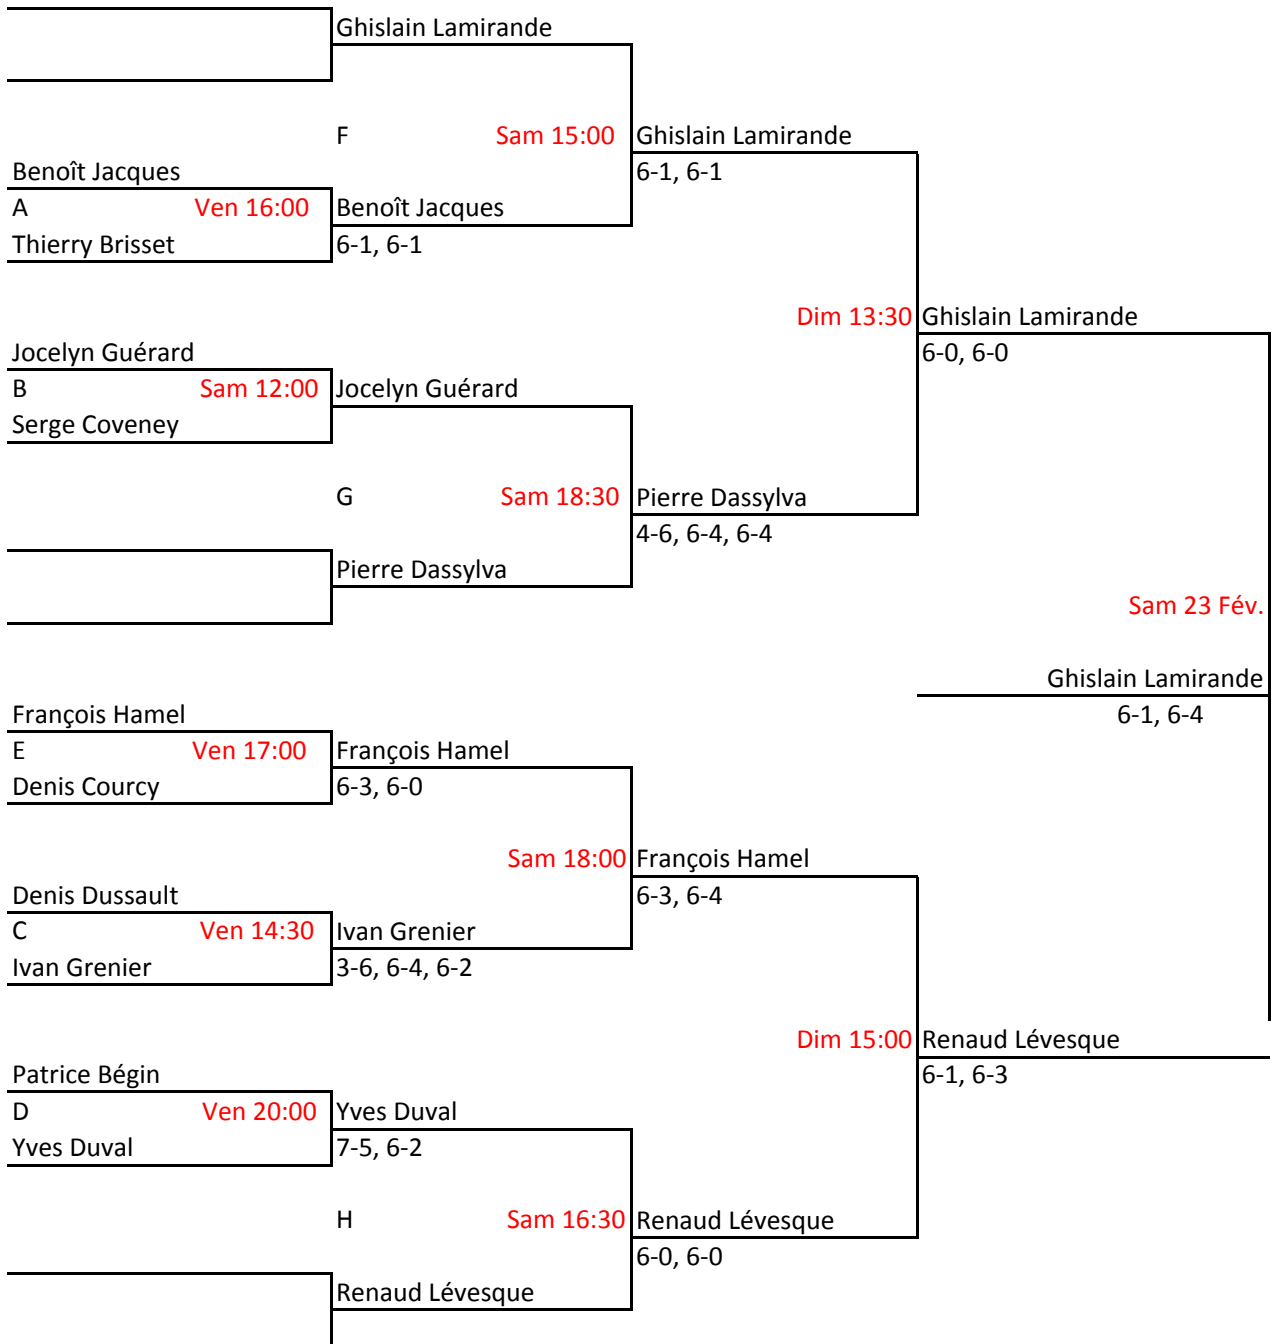 Ghislain Lamirande
F Sam 15:00 Ghislain Lamirande
Benoît Jacques 6-1, 6-1
A Ven 16:00 Benoît Jacques
Thierry Brisset 6-1, 6-1
Dim 13:30 Ghislain Lamirande
Jocelyn Guérard 6-0, 6-0
B Sam 12:00 Jocelyn Guérard
Serge Coveney
G Sam 18:30 Pierre Dassylva
4-6, 6-4, 6-4
Pierre Dassylva
Sam 23 Fév.
Ghislain Lamirande
François Hamel 6-1, 6-4
E Ven 17:00 François Hamel
Denis Courcy 6-3, 6-0
Sam 18:00 François Hamel
Denis Dussault 6-3, 6-4
C Ven 14:30 Ivan Grenier
Ivan Grenier 3-6, 6-4, 6-2
Dim 15:00 Renaud Lévesque
Patrice Bégin 6-1, 6-3
D Ven 20:00 Yves Duval
Yves Duval 7-5, 6-2
H Sam 16:30 Renaud Lévesque
6-0, 6-0
Renaud Lévesque